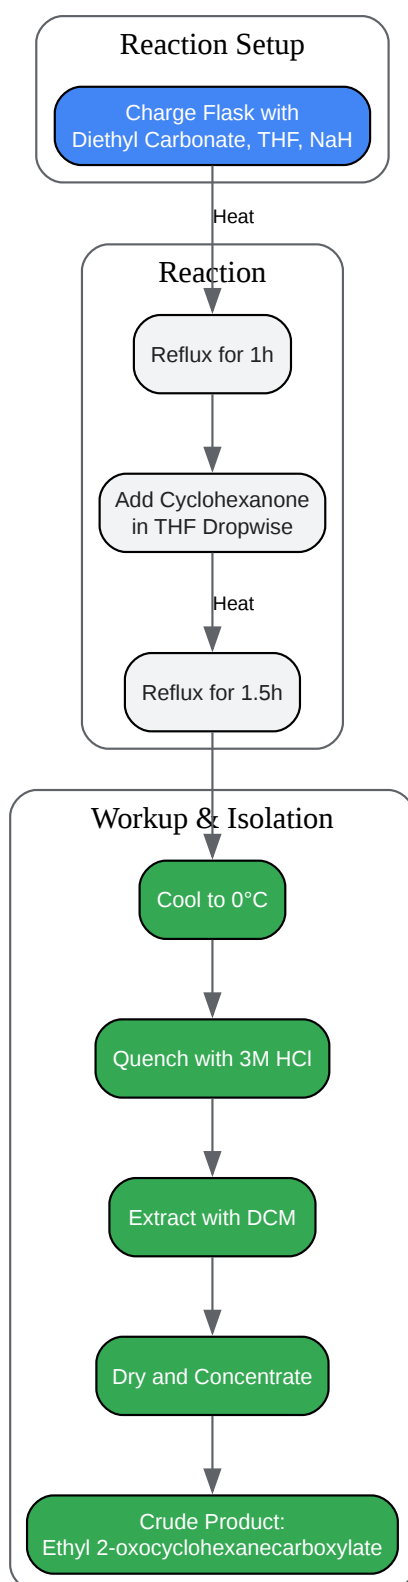 Reaction Setup
Charge Flask with
Diethyl Carbonate, THF, NaH
Heat
Reaction
Reflux for 1h
Add Cyclohexanone
in THF Dropwise
Heat
Reflux for 1.5h
Workup & Isolation
Cool to 0°C
Quench with 3M HCl
Extract with DCM
Dry and Concentrate
Crude Product:
Ethyl 2-oxocyclohexanecarboxylate